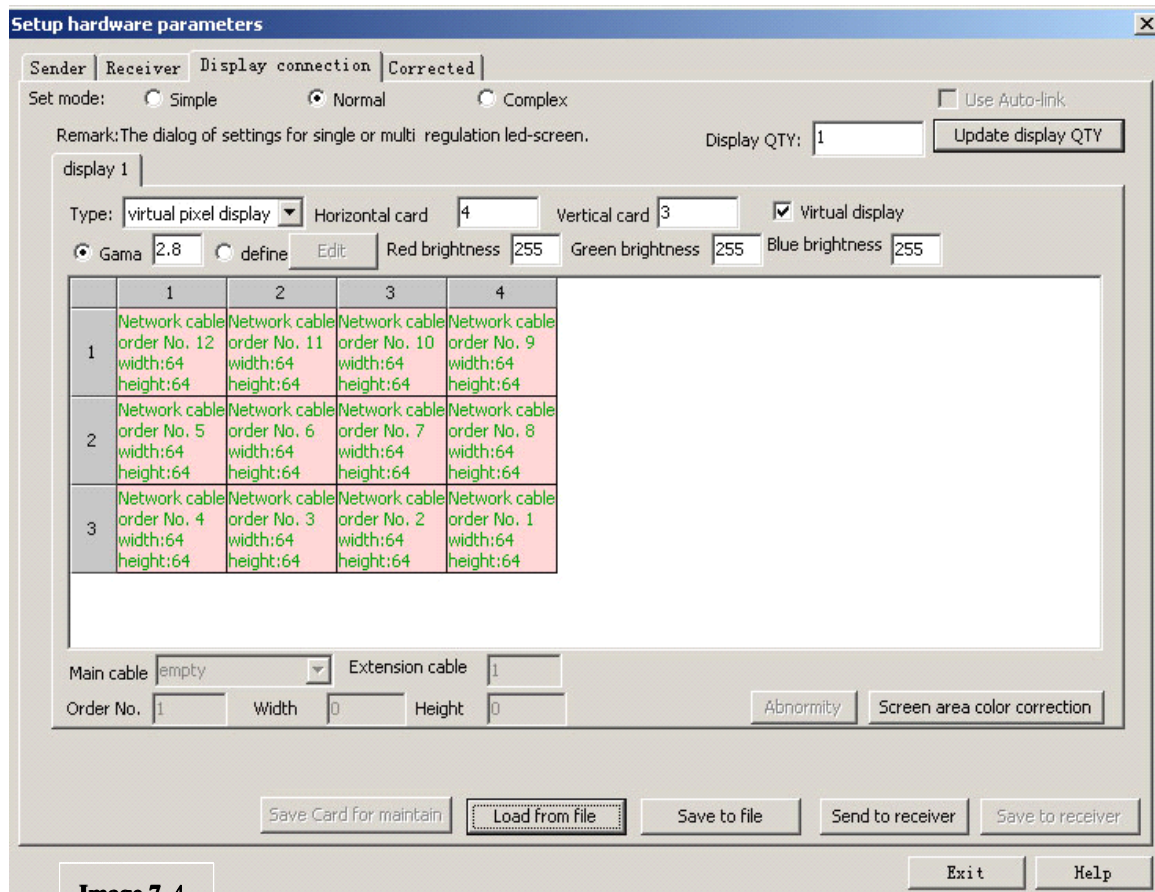 Setup hardware parameters
Sender Receiver Display connection Corrected
Set mode: Simple Normal Complex Use Auto-link
Remark:The dialog of settings for single or multi regulation led-screen. Display QTY: 1 Update display QTY
display 1
Type: virtual pixel display Horizontal card 4 Vertical card 3 Virtual display
Gama 2.8 define Edit Red brightness 255 Green brightness 255 Blue brightness 255
1 2 3 4
Network cable Network cable Network cable Network cable
order No. 12 order No. 11 order No. 10 order No. 9
1
width:64 width:64 width:64 width:64
height:64 height:64 height:64 height:64
Network cable Network cable Network cable Network cable
order No. 5 order No. 6 order No. 7 order No. 8
2
width:64 width:64 width:64 width:64
height:64 height:64 height:64 height:64
Network cable Network cable Network cable Network cable
order No. 4 order No. 3 order No. 2 order No. 1
3
width:64 width:64 width:64 width:64
height:64 height:64 height:64 height:64
Main cable empty Extension cable 1
Order No. 1 Width 0 Height 0 Abnormity Screen area color correction
Save Card for maintain Load from file Save to file Send to receiver Save to receiver
Exit Help
Image 7-4